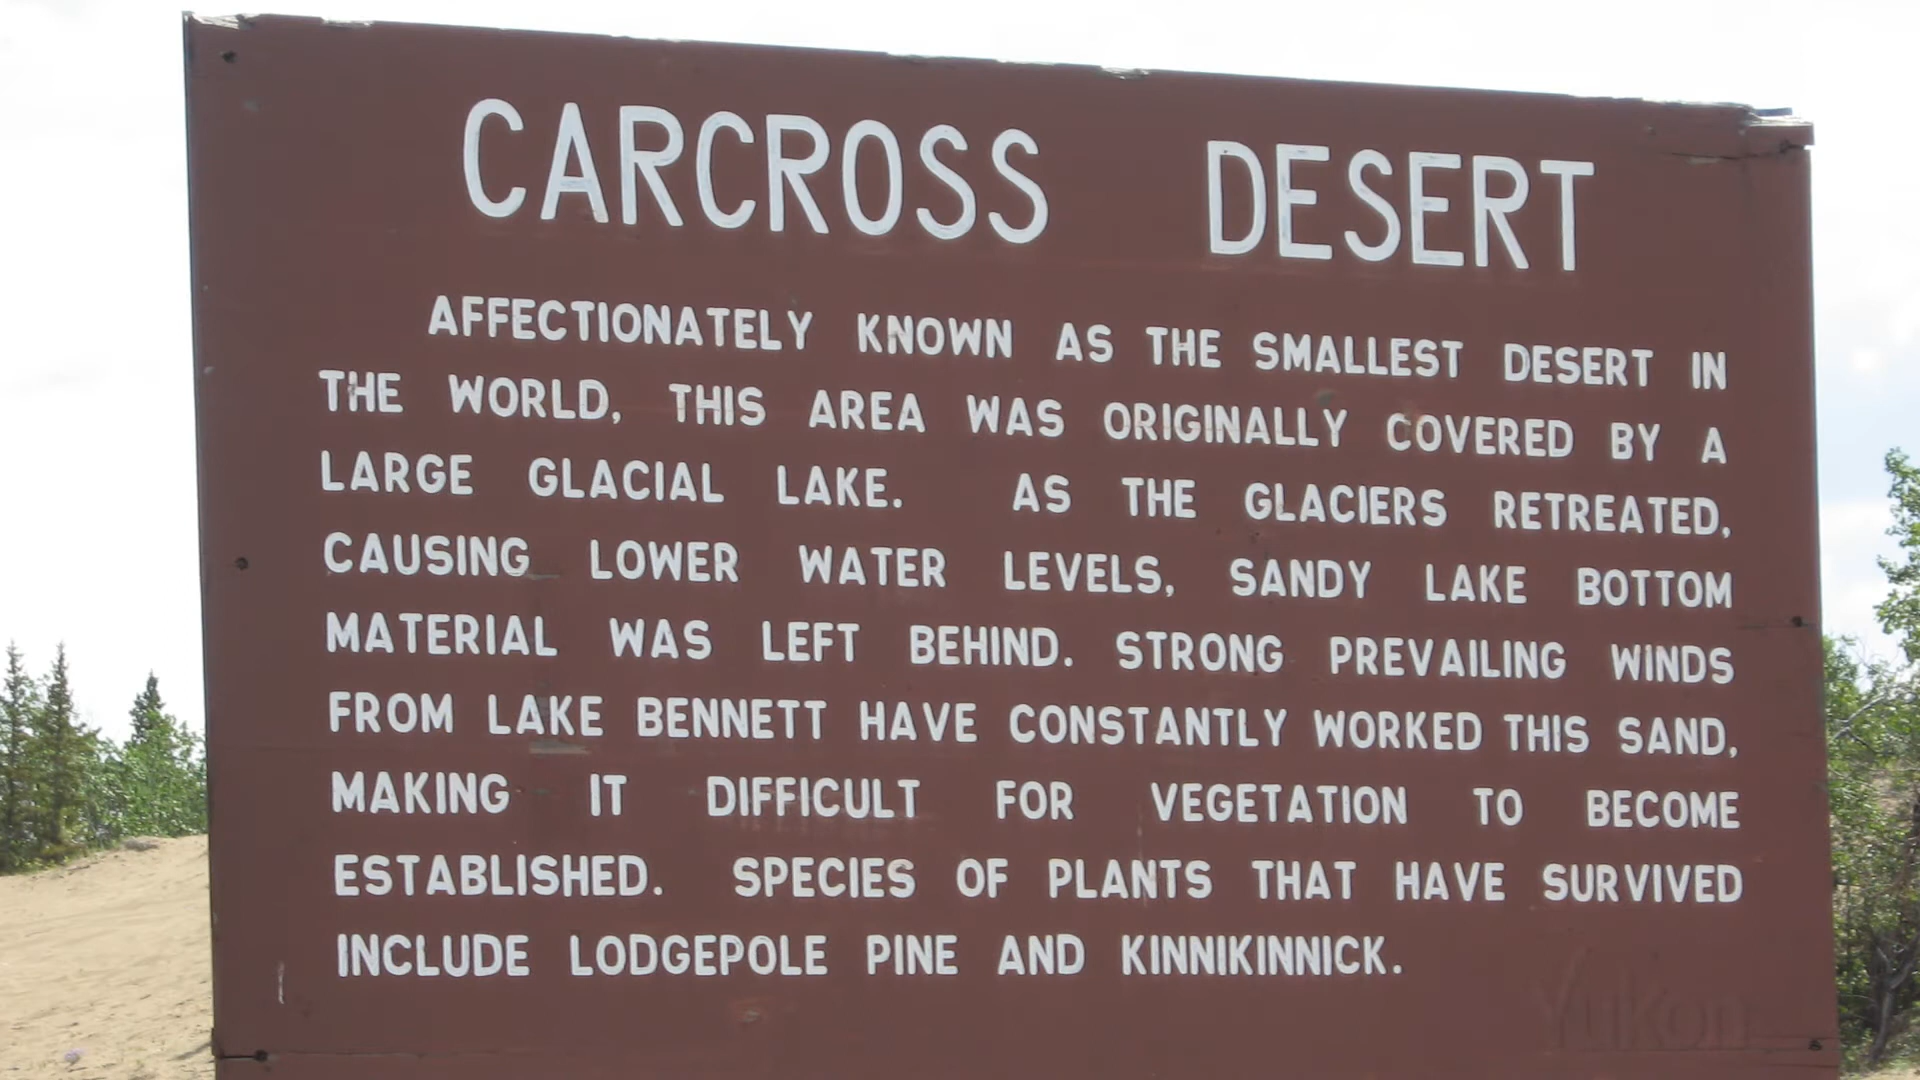 CARCROSS DESERT
AFFECTIONATELY KNOWN AS THE SMALLEST DESERT IN
THE WORLD, THIS AREA WAS ORIGINALLY COVERED BY A
LARGE GLACIAL LAKE. AS THE GLACIERS RETREATED,
CAUSING LOWER WATER LEVELS, SANDY LAKE BOTTOM
MATERIAL WAS LEFT BEHIND. STRONG PREVAILING WINDS
FROM LAKE BENNETT HAVE CONSTANTLY WORKED THIS SAND,
MAKING IT DIFFICULT FOR VEGETATION TO BECOME
ESTABLISHED. SPECIES OF PLANTS THAT HAVE SURVIVED
INCLUDE LODGEPOLE PINE AND KINNIKINNICK.
Yukon